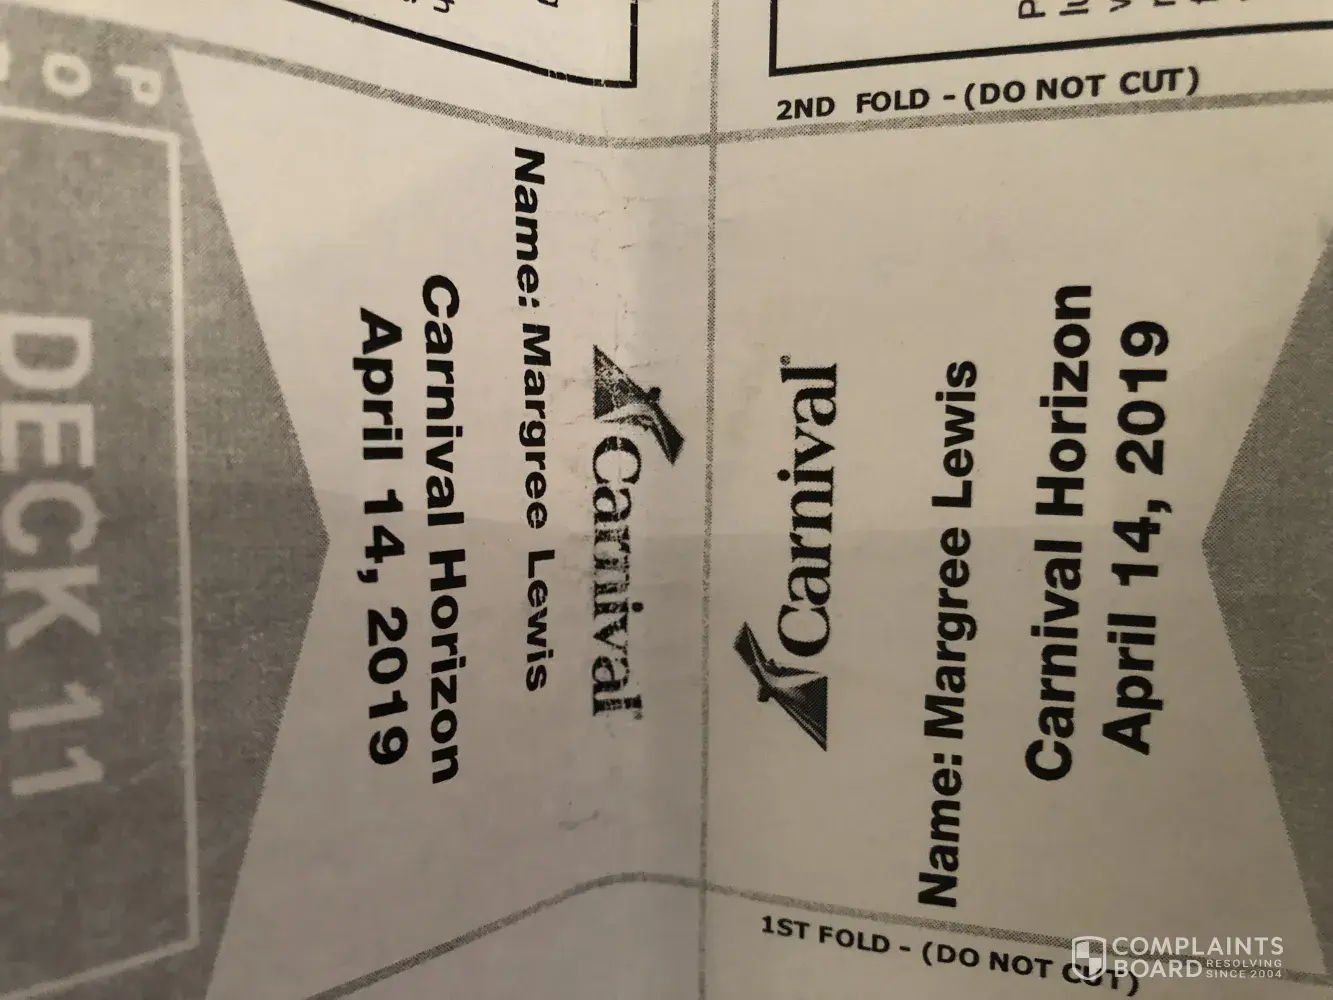 2ND FOLD - (DO NOT CUT)
Carnival
Name: Margree Lewis
Carnival Horizon
April 14, 2019
Carnival
Name: Margree Lewis
Carnival Horizon
April 14, 2019
DECK 11
1ST FOLD - (DO NOT CUT)
COMPLAINTS
BOARD RESOLVING
SINCE 2004